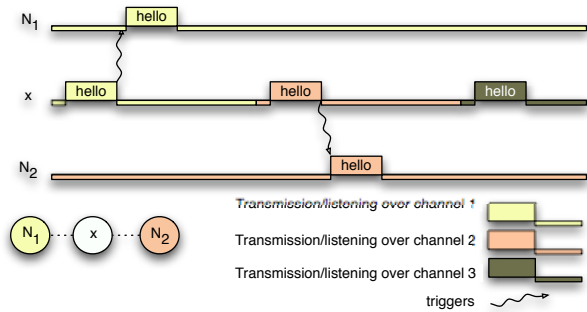 N1
hello
x
hello
hello
hello
N2
hello
N1
x
N2
Transmission/listening over channel 1
Transmission/listening over channel 2
Transmission/listening over channel 3
triggers